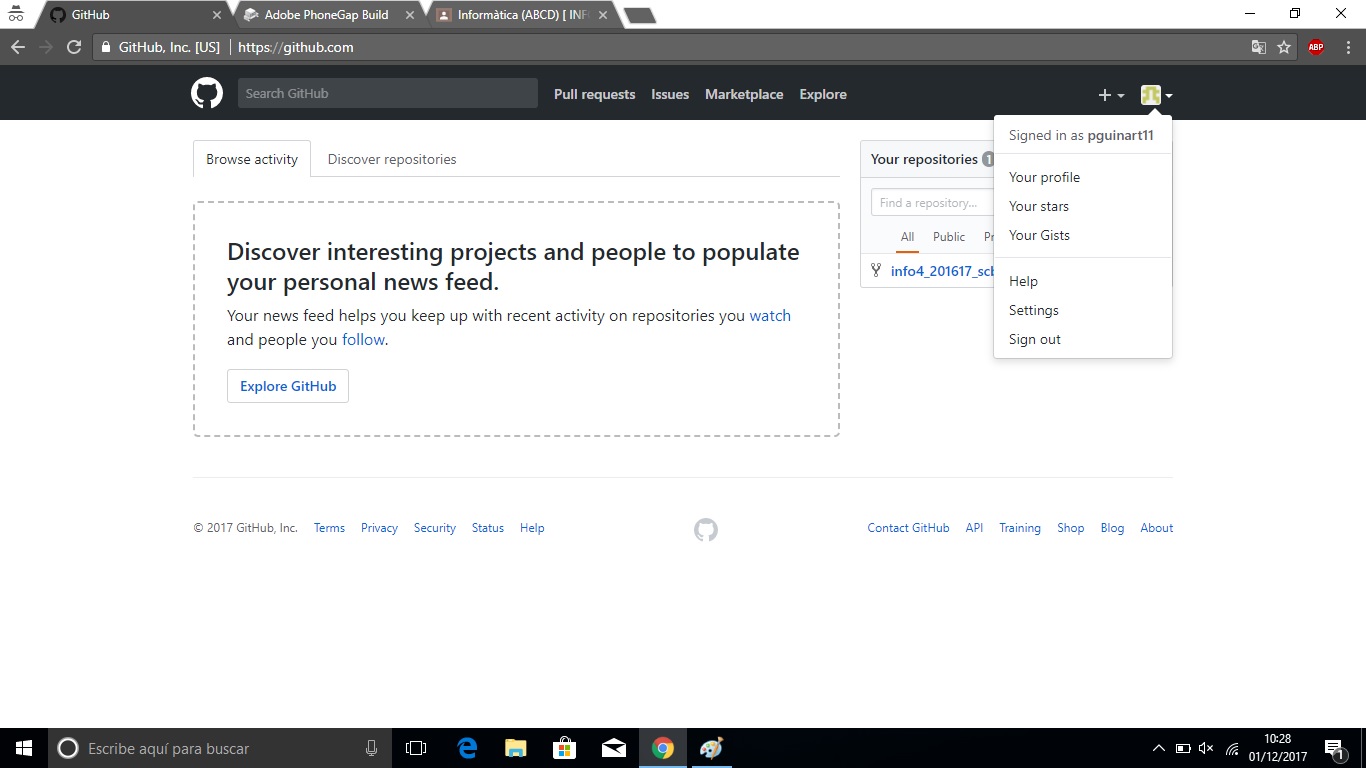 GitHub
Adobe PhoneGap Build
Informàtica (ABCD) [ INF
GitHub, Inc. [US]
https://github.com
ABP
Search GitHub
Pull requests
Issues
Marketplace
Explore
Signed in as pguinart11
Your profile
Your stars
Your Gists
Help
Settings
Sign out
Browse activity
Discover repositories
Discover interesting projects and people to populate
your personal news feed.
Your news feed helps you keep up with recent activity on repositories you watch
and people you follow.
Explore GitHub
Your repositories 1
Find a repository...
All
Public
Pr
info4_201617_sc
© 2017 GitHub, Inc.
Terms
Privacy
Security
Status
Help
Contact GitHub
API
Training
Shop
Blog
About
Escribe aquí para buscar
10:28
01/12/2017
1